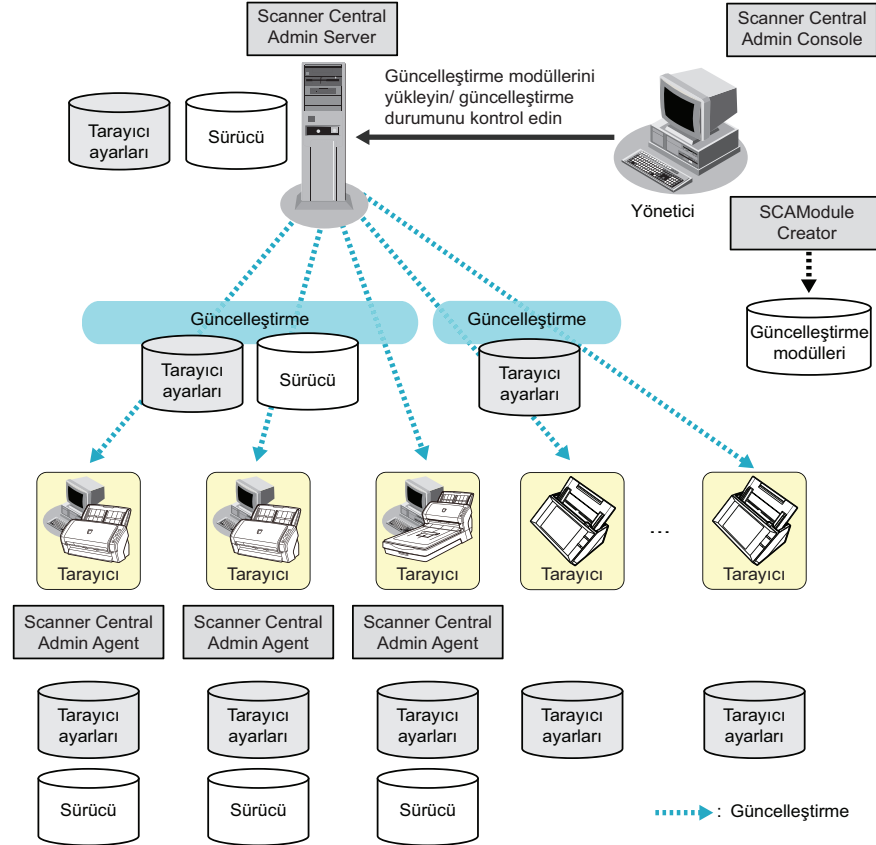 Scanner Central
Admin Server
Scanner Central
Admin Console
Güncelleştirme modüllerini
yükleyin/ güncelleştirme
durumunu kontrol edin
Tarayıcı
ayarları
Sürücü
Yönetici
SCAModule
Creator
Güncelleştirme
modülleri
Güncelleştirme
Tarayıcı
ayarları
Sürücü
Güncelleştirme
Tarayıcı
ayarları
Tarayıcı
Tarayıcı
Tarayıcı
Tarayıcı
...
Tarayıcı
Scanner Central
Admin Agent
Scanner Central
Admin Agent
Scanner Central
Admin Agent
Tarayıcı
ayarları
Tarayıcı
ayarları
Tarayıcı
ayarları
Tarayıcı
ayarları
Tarayıcı
ayarları
Sürücü
Sürücü
Sürücü
: Güncelleştirme